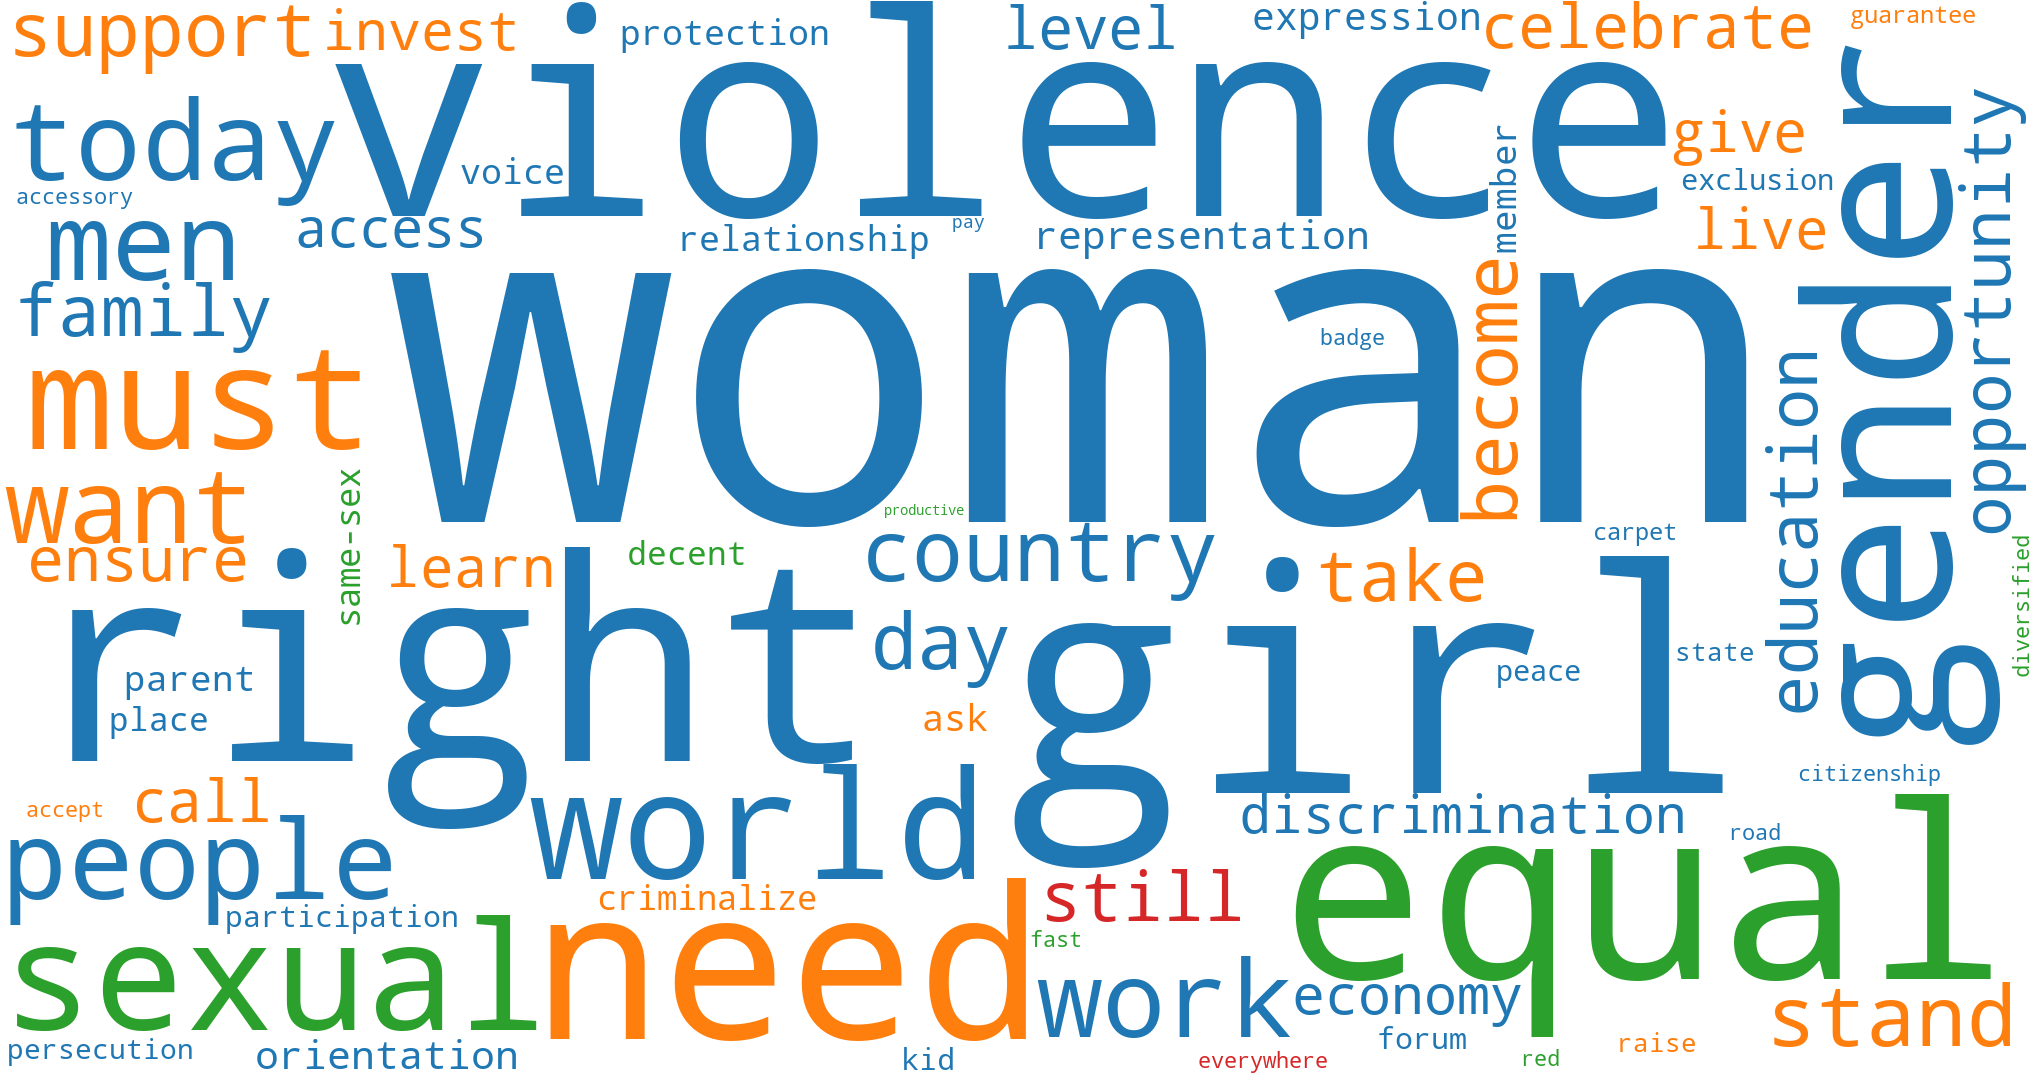 support
invest
protection
level
expression
celebrate
guarantee
violence
today
voice
give
accessory
men
access
relationship
pay
representation
member
exclusion
live
gender
opportunity
family
woman
badge
become
education
must
want
same-sex
productive
ensure
learn
decent
country
take
carpet
diversified
right
day
girl
peace
state
parent
place
ask
citizenship
accept
call
world
discrimination
road
people
criminalize
still
equal
participation
sexual
need
fast
work
economy
stand
persecution
orientation
kid
everywhere
forum
red
raise